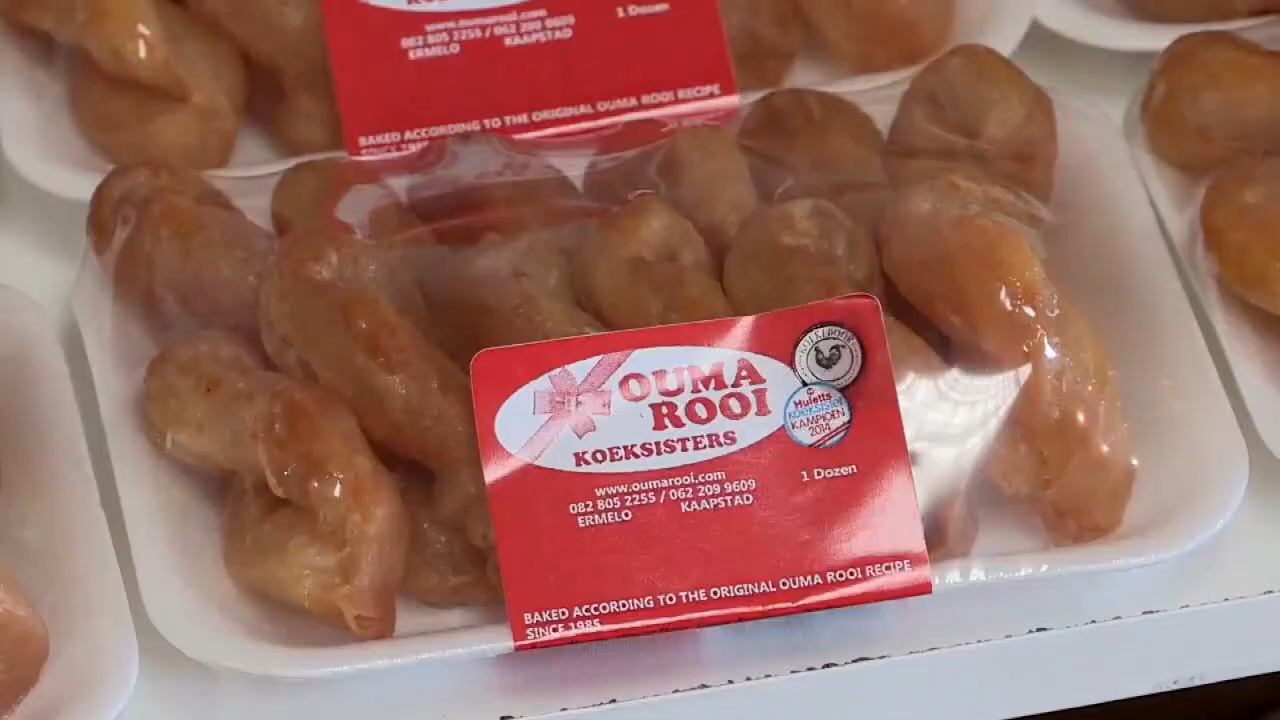 www.oumarooi.com
1 Dozen
082 805 2255 / 062 209 9609
ERMELO KAAPSTAD
BAKED ACCORDING TO THE ORIGINAL OUMA ROOI RECIPE
SINCE 1985
OUMA
ROOI
KOEKSISTERS
Huletts
KOEKSISTER
KAMPIOEN
2014
www.oumarooi.com
1 Dozen
082 805 2255 / 062 209 9609
ERMELO KAAPSTAD
BAKED ACCORDING TO THE ORIGINAL OUMA ROOI RECIPE
SINCE 1985